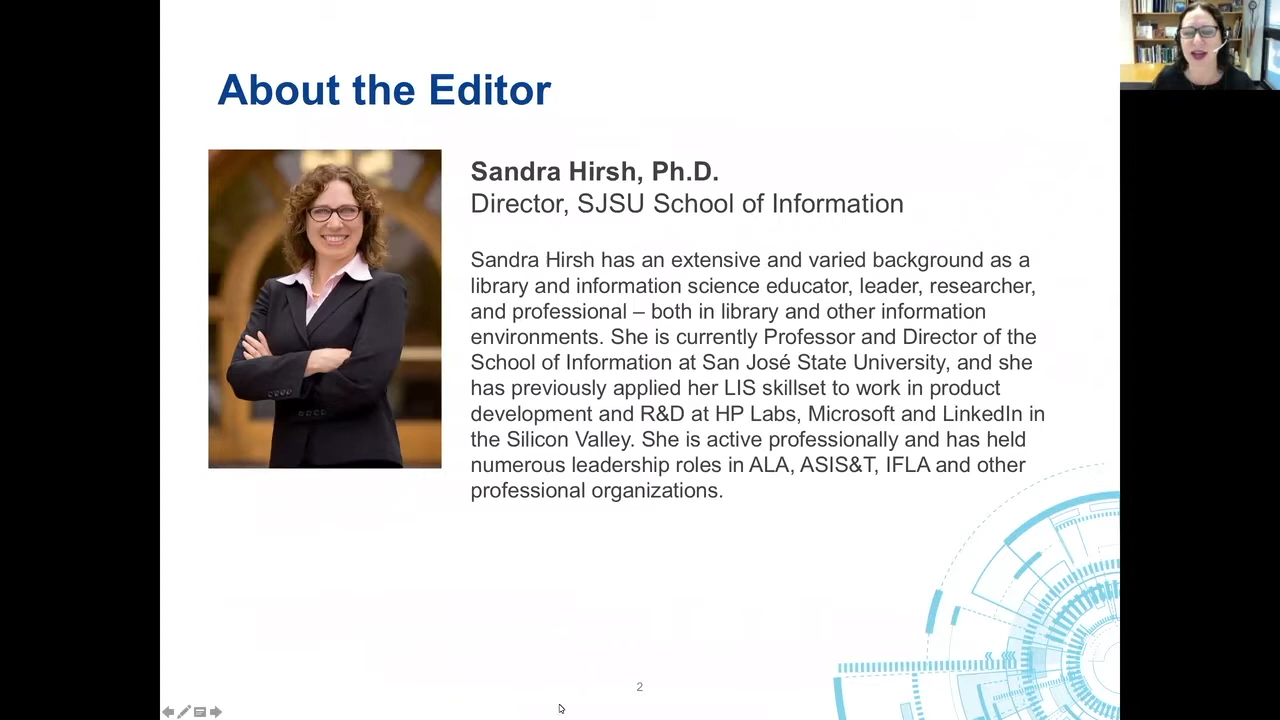 About the Editor
Sandra Hirsh, Ph.D.
Director, SJSU School of Information
Sandra Hirsh has an extensive and varied background as a
library and information science educator, leader, researcher,
and professional – both in library and other information
environments. She is currently Professor and Director of the
School of Information at San José State University, and she
has previously applied her LIS skillset to work in product
development and R&D at HP Labs, Microsoft and LinkedIn in
the Silicon Valley. She is active professionally and has held
numerous leadership roles in ALA, ASIS&T, IFLA and other
professional organizations.
2